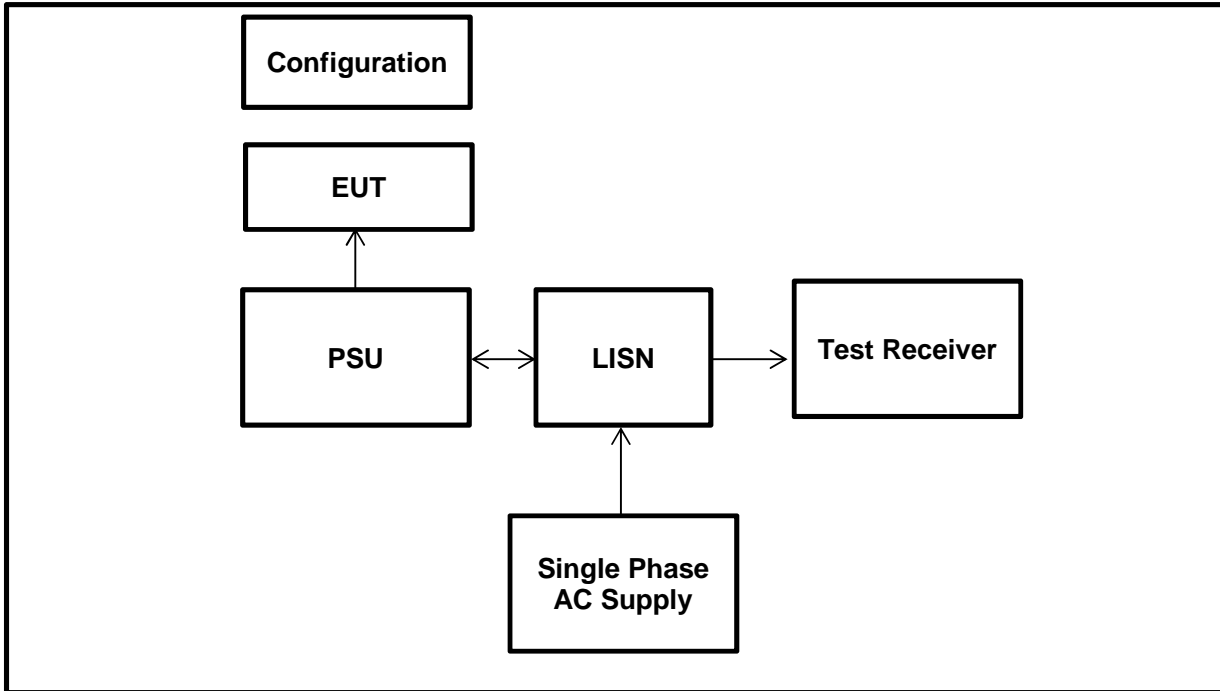 Configuration
EUT
PSU
LISN
Test Receiver
Single Phase
AC Supply